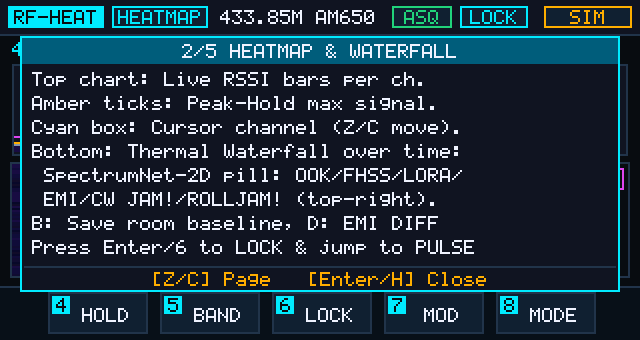 RF-HEAT HEATMAP 433.85M AM650 ASQ LOCK SIM
4
2/5 HEATMAP & WATERFALL
Top chart: Live RSSI bars per ch.
Amber ticks: Peak-Hold max signal.
Cyan box: Cursor channel (Z/C move).
Bottom: Thermal Waterfall over time:
SpectrumNet-2D pill: OOK/FHSS/LORA/
EMI/CW JAM!/ROLLJAM! (top-right).
B: Save room baseline, D: EMI DIFF
Press Enter/6 to LOCK & jump to PULSE
[Z/C] Page [Enter/H] Close
4 HOLD 5 BAND 6 LOCK 7 MOD 8 MODE